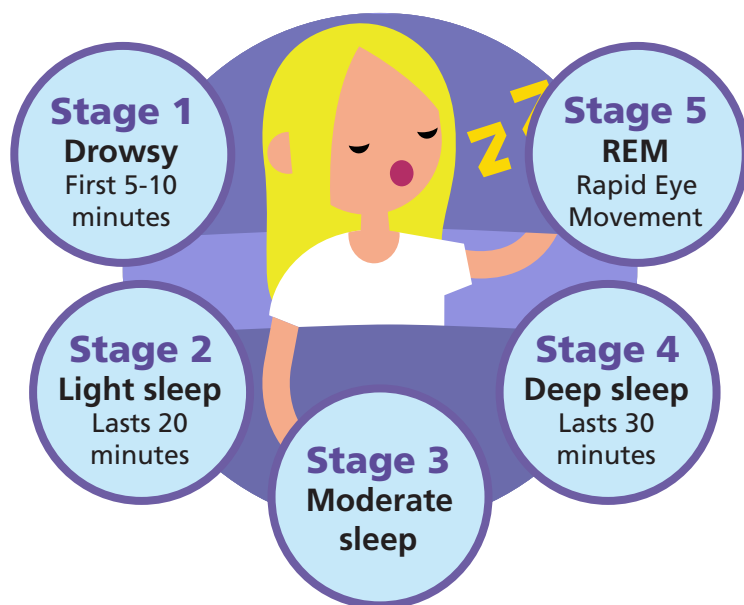 Stage 1
Drowsy
First 5-10
minutes
Stage 2
Light sleep
Lasts 20
minutes
Stage 3
Moderate
sleep
Stage 4
Deep sleep
Lasts 30
minutes
Stage 5
REM
Rapid Eye
Movement
ZZ